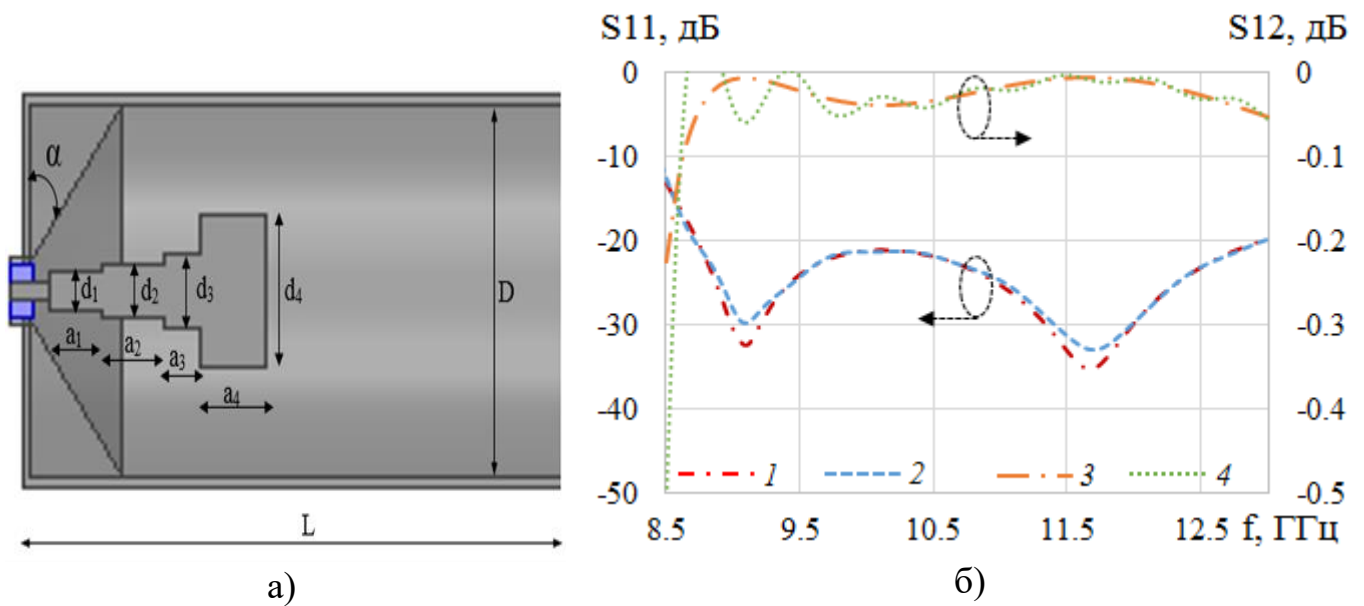 α
d₁
d₂
d₃
d₄
D
a₁
a₂
a₃
a₄
L
а)
S11, дБ
S12, дБ
0
-10
-20
-30
-40
-50
0
-0.1
-0.2
-0.3
-0.4
-0.5
1 2 3 4
8.5 9.5 10.5 11.5 12.5 f, ГГц
б)